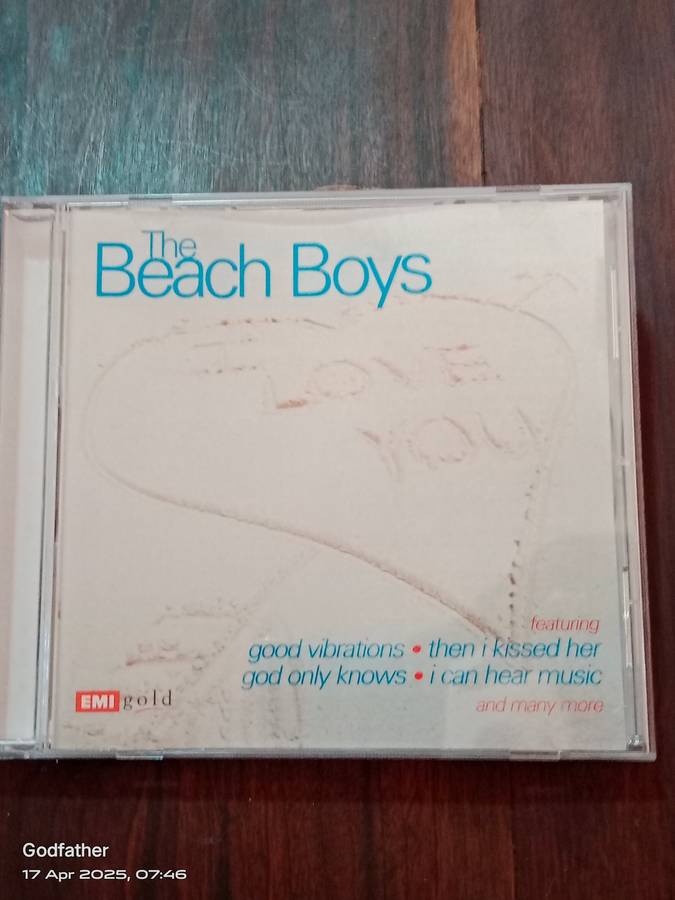 The
Beach Boys
I LOVE
YOU
featuring
good vibrations • then i kissed her
god only knows • i can hear music
and many more
EMI gold
Godfather
17 Apr 2025, 07:46